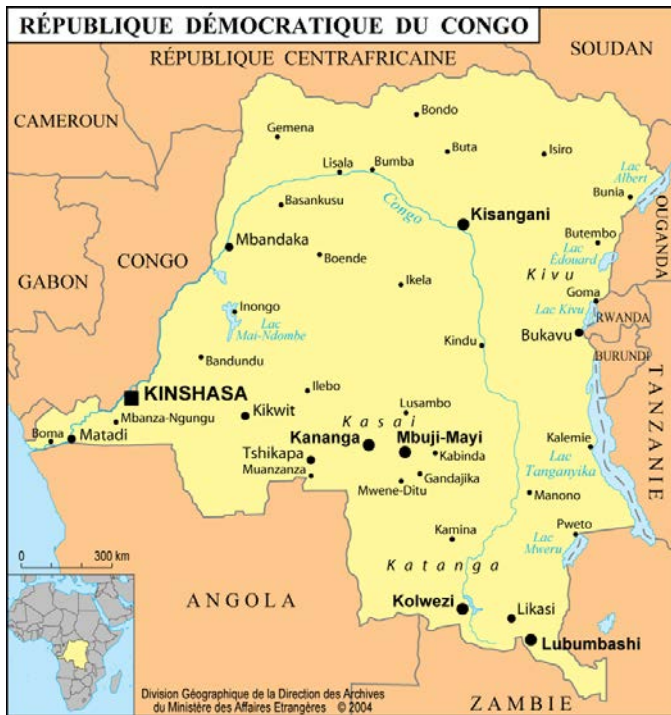 RÉPUBLIQUE DÉMOCRATIQUE DU CONGO
SOUDAN
RÉPUBLIQUE CENTRAFRICAINE
CAMEROUN
Bondo
Gemena
Buta
Isiro
Lisala
Bumba
Lac
Albert
Bunia
Basankusu
Congo
Kisangani
OUGANDA
Mbandaka
Butembo
CONGO
Boende
Lac
Édouard
GABON
Ikela
Kivu
Goma
Inongo
Lac Kivu
RWANDA
Lac
Mai-Ndombe
Kindu
Bukavu
BURUNDI
Bandundu
TANZANIE
KINSHASA
Ilebo
Lusambo
Mbanza-Ngungu
Kikwit
Kasai
Boma
Matadi
Kananga
Mbuji-Mayi
Kalemie
Tshikapa
Kabinda
Lac
Tanganyika
Muanzanza
Gandajika
Mwene-Ditu
Manono
Kamina
Pweto
Lac
Mweru
0 300 km
Katanga
ANGOLA
Kolwezi
Likasi
Lubumbashi
Division Géographique de la Direction des Archives
du Ministère des Affaires Etrangères © 2004
ZAMBIE